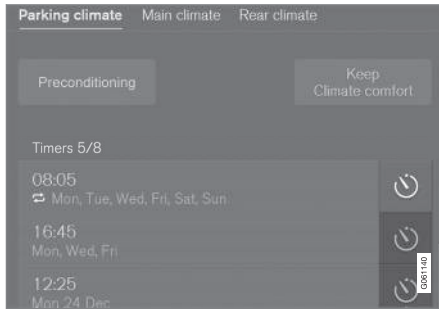 Parking climate Main climate Rear climate
Preconditioning
Keep
Climate comfort
Timers 5/8
08:05
Mon, Tue, Wed, Fri, Sat, Sun
16:45
Mon, Wed, Fri
12:25
Mon 24 Dec
G061140